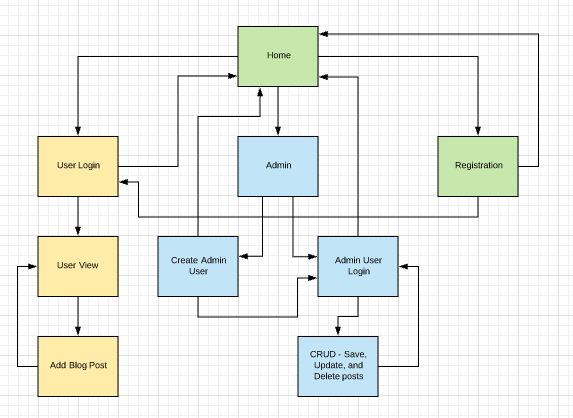 Home
User Login
Admin
Registration
User View
Create Admin
User
Admin User
Login
Add Blog Post
CRUD - Save,
Update, and
Delete posts